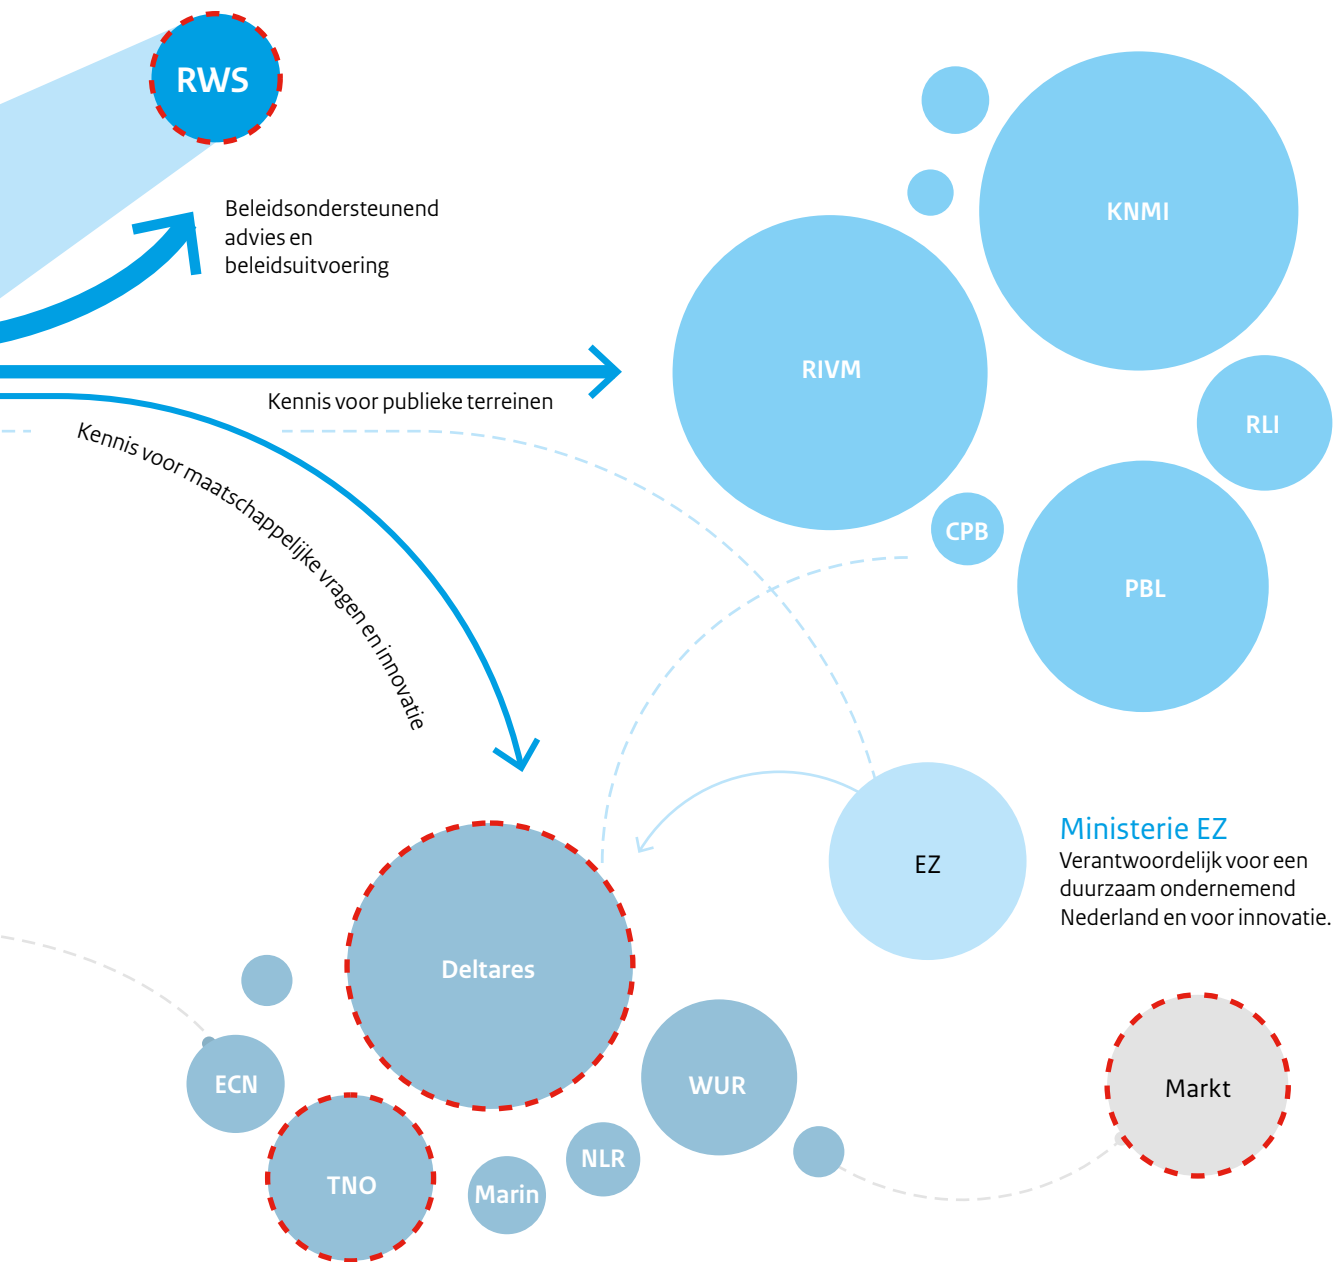 RWS
Beleidsondersteunend
advies en
beleidsuitvoering
KNMI
RIVM
Kennis voor publieke terreinen
Kennis voor maatschappelijke vragen en innovatie
RLI
CPB
PBL
EZ
Ministerie EZ
Verantwoordelijk voor een
duurzaam ondernemend
Nederland en voor innovatie.
Deltares
ECN
WUR
Markt
TNO
Marin
NLR